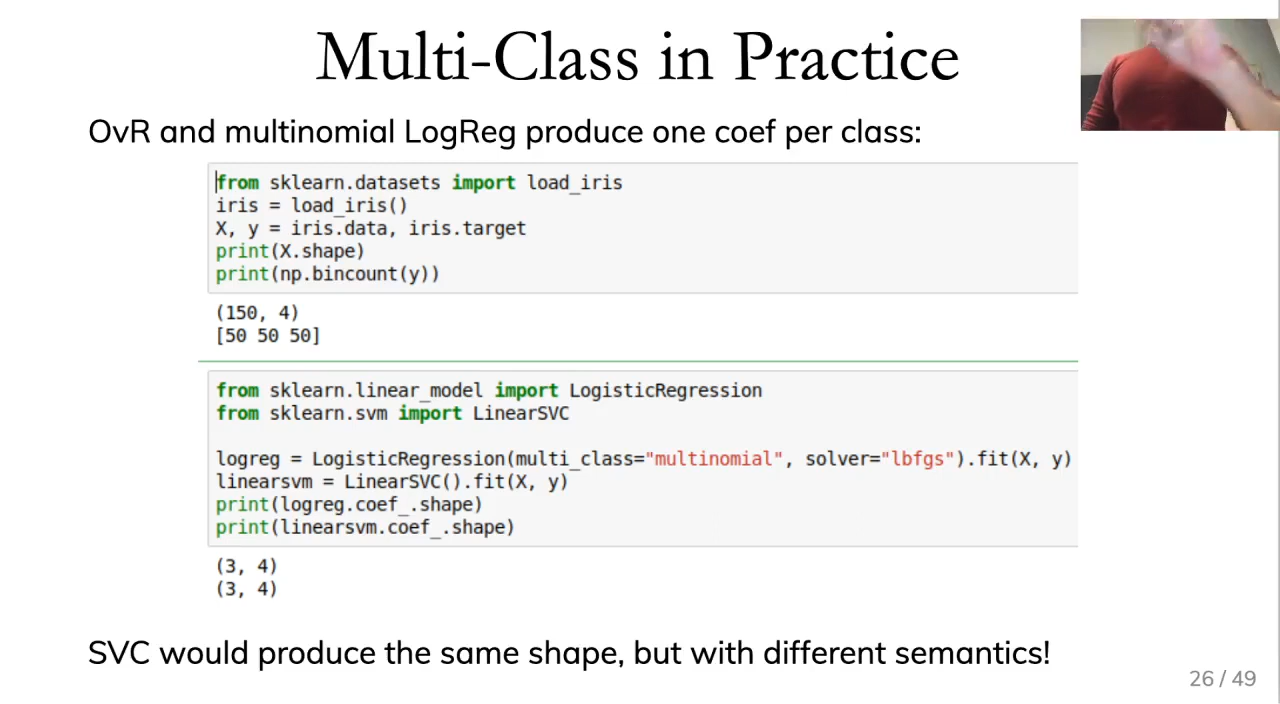 Multi-Class in Practice
OvR and multinomial LogReg produce one coef per class:
from sklearn.datasets import load_iris
iris = load_iris()
X, y = iris.data, iris.target
print(X.shape)
print(np.bincount(y))
(150, 4)
[50 50 50]
from sklearn.linear_model import LogisticRegression
from sklearn.svm import LinearSVC
logreg = LogisticRegression(multi_class="multinomial", solver="lbfgs").fit(X, y)
linearsvm = LinearSVC().fit(X, y)
print(logreg.coef_.shape)
print(linearsvm.coef_.shape)
(3, 4)
(3, 4)
SVC would produce the same shape, but with different semantics!
26 / 49